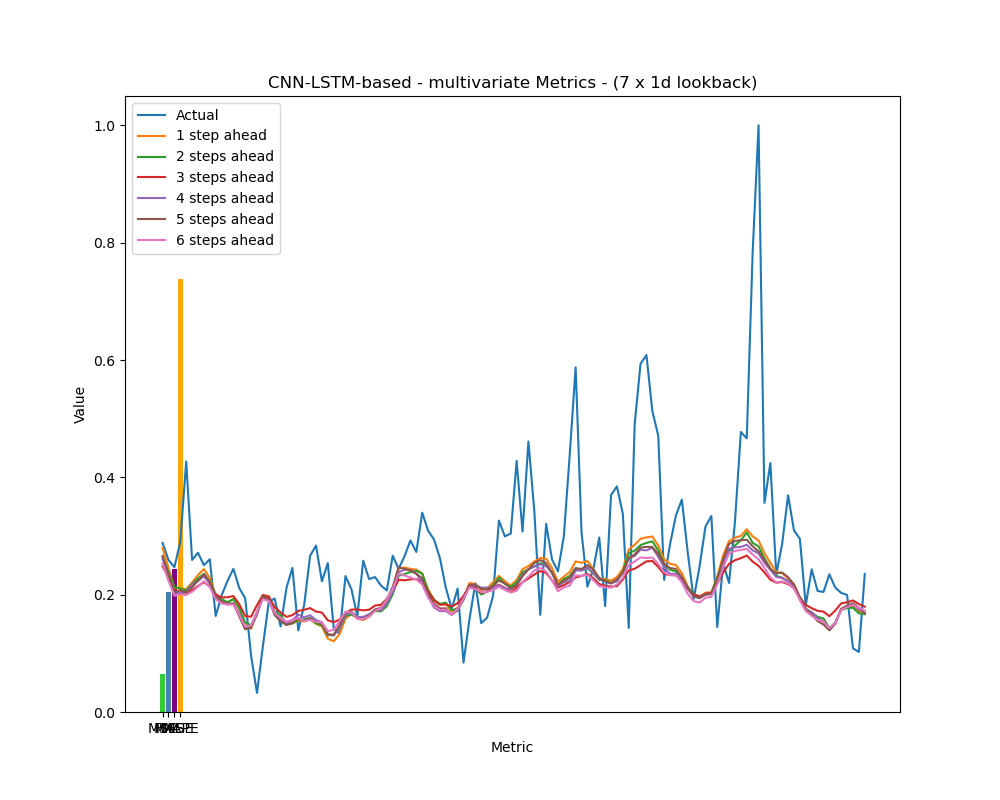 CNN-LSTM-based - multivariate Metrics - (7 x 1d lookback)
Actual
1 step ahead
2 steps ahead
3 steps ahead
4 steps ahead
5 steps ahead
6 steps ahead
1.0
0.8
0.6
0.4
0.2
0.0
Value
Metric